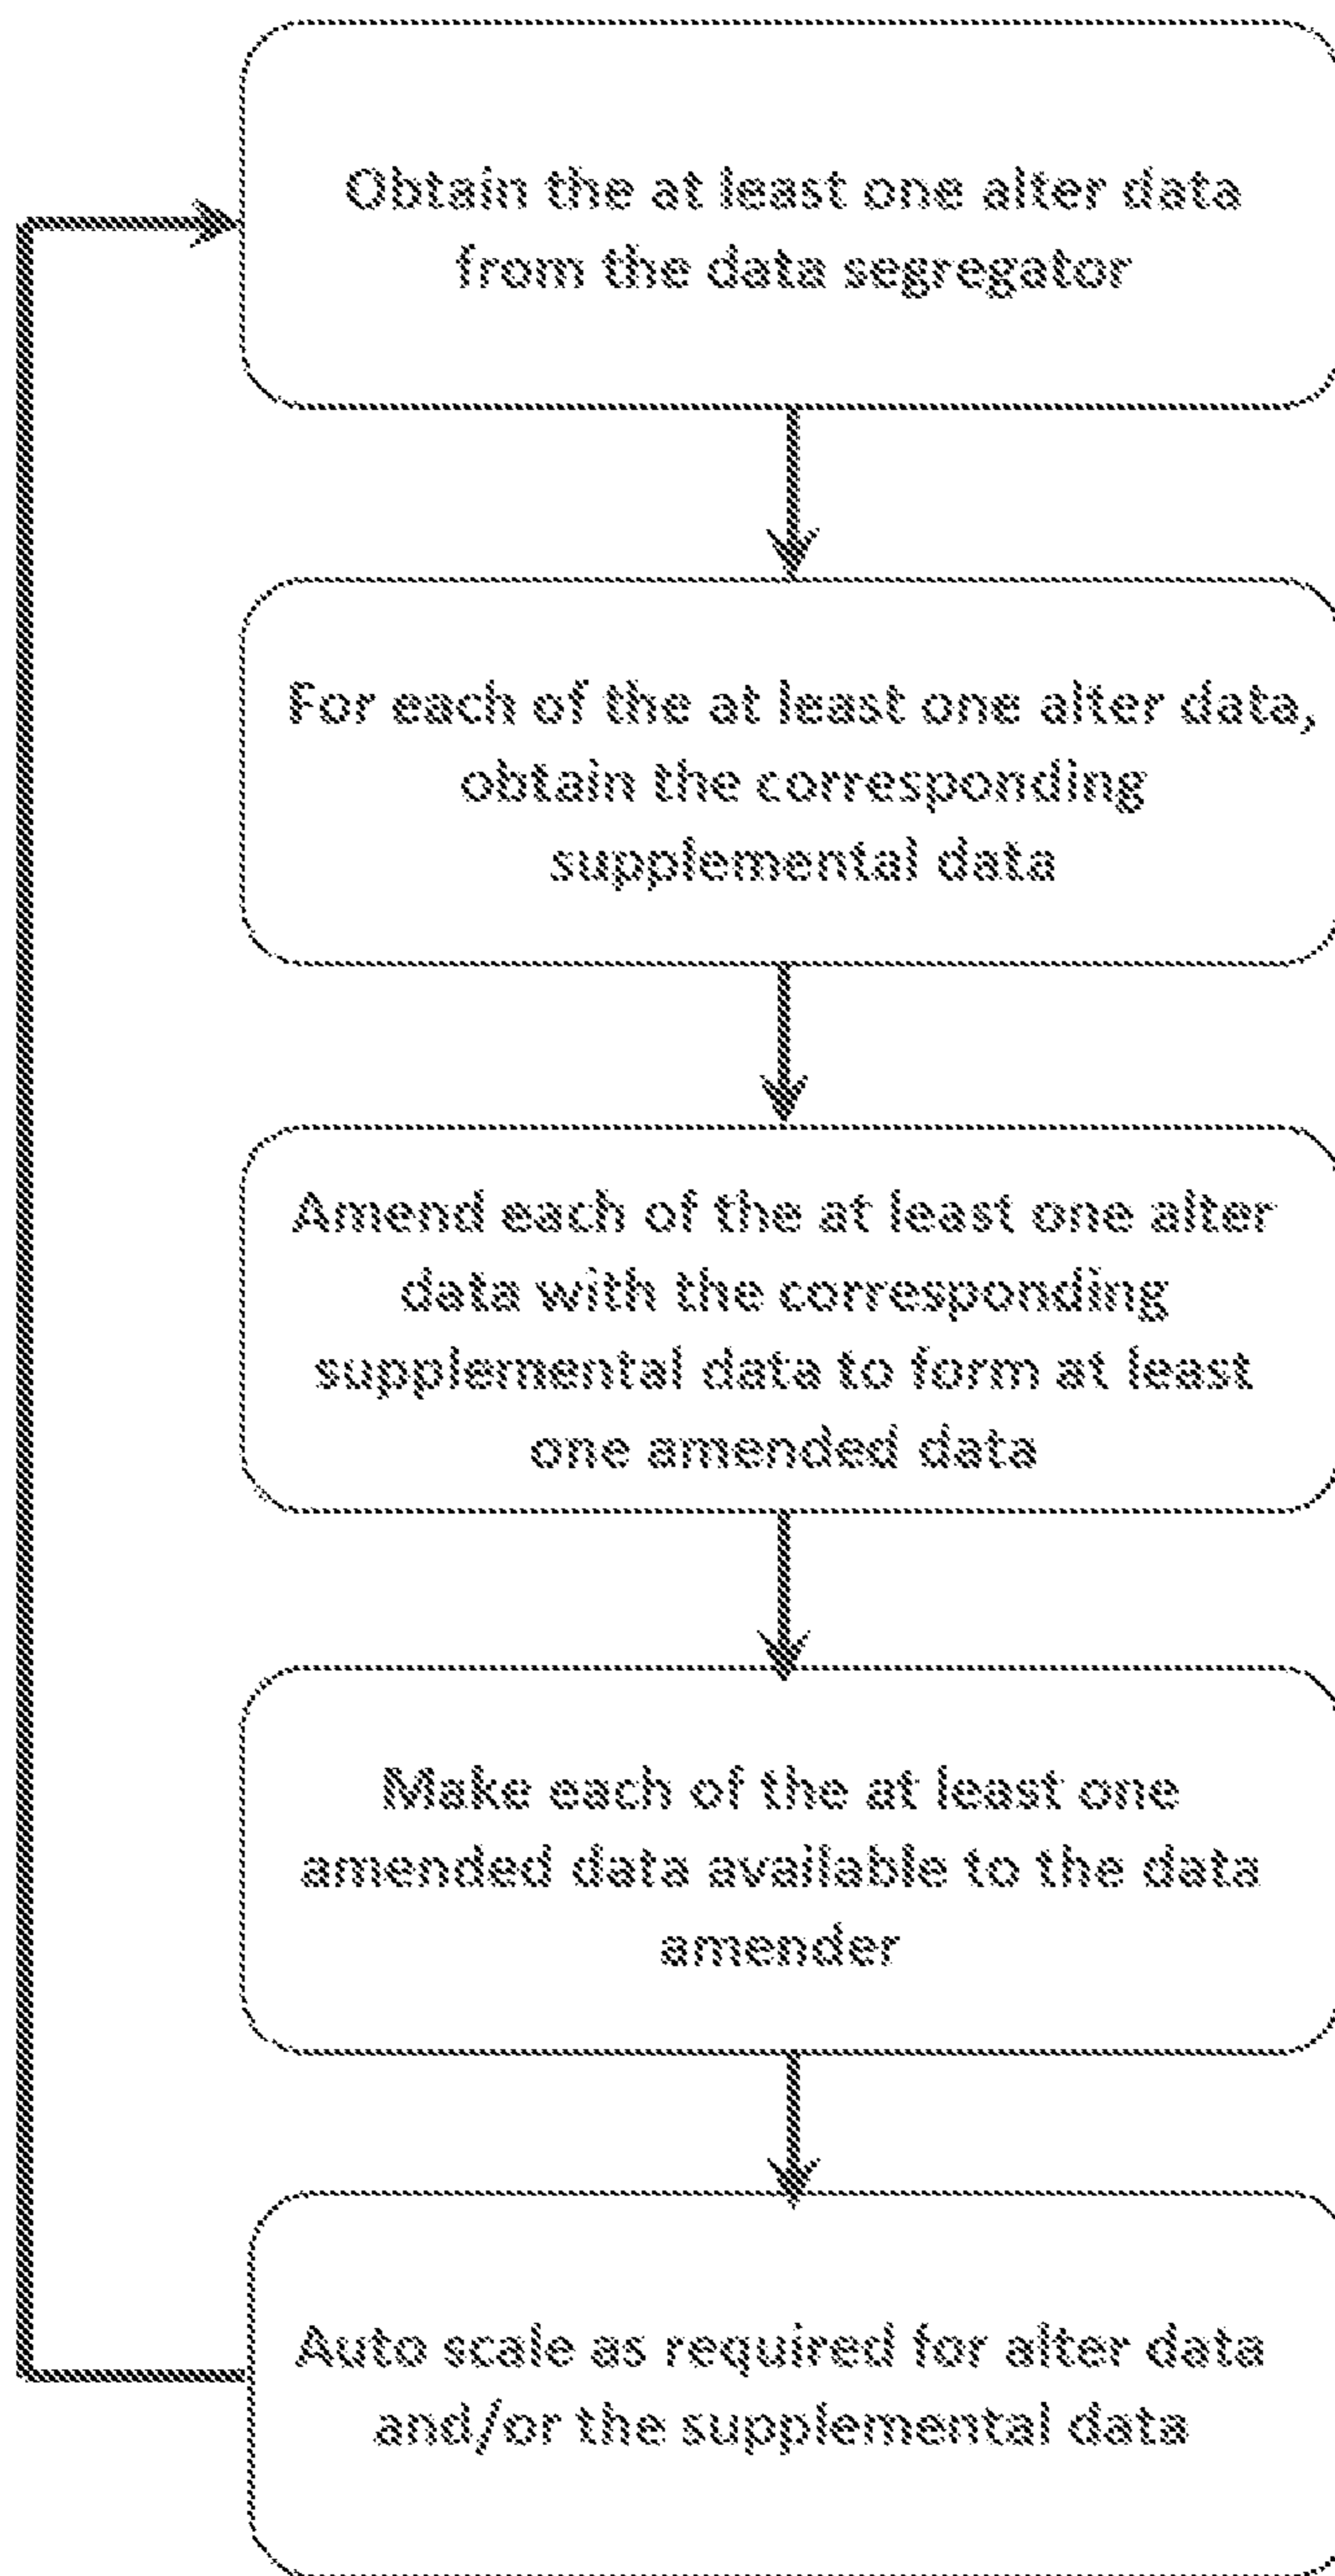 Obtain the at least one alter data
from the data segregator
For each of the at least one alter data,
obtain the corresponding
supplemental data
Amend each of the at least one alter
data with the corresponding
supplemental data to form at least
one amended data
Make each of the at least one
amended data available to the data
amender
Auto scale as required for alter data
and/or the supplemental data